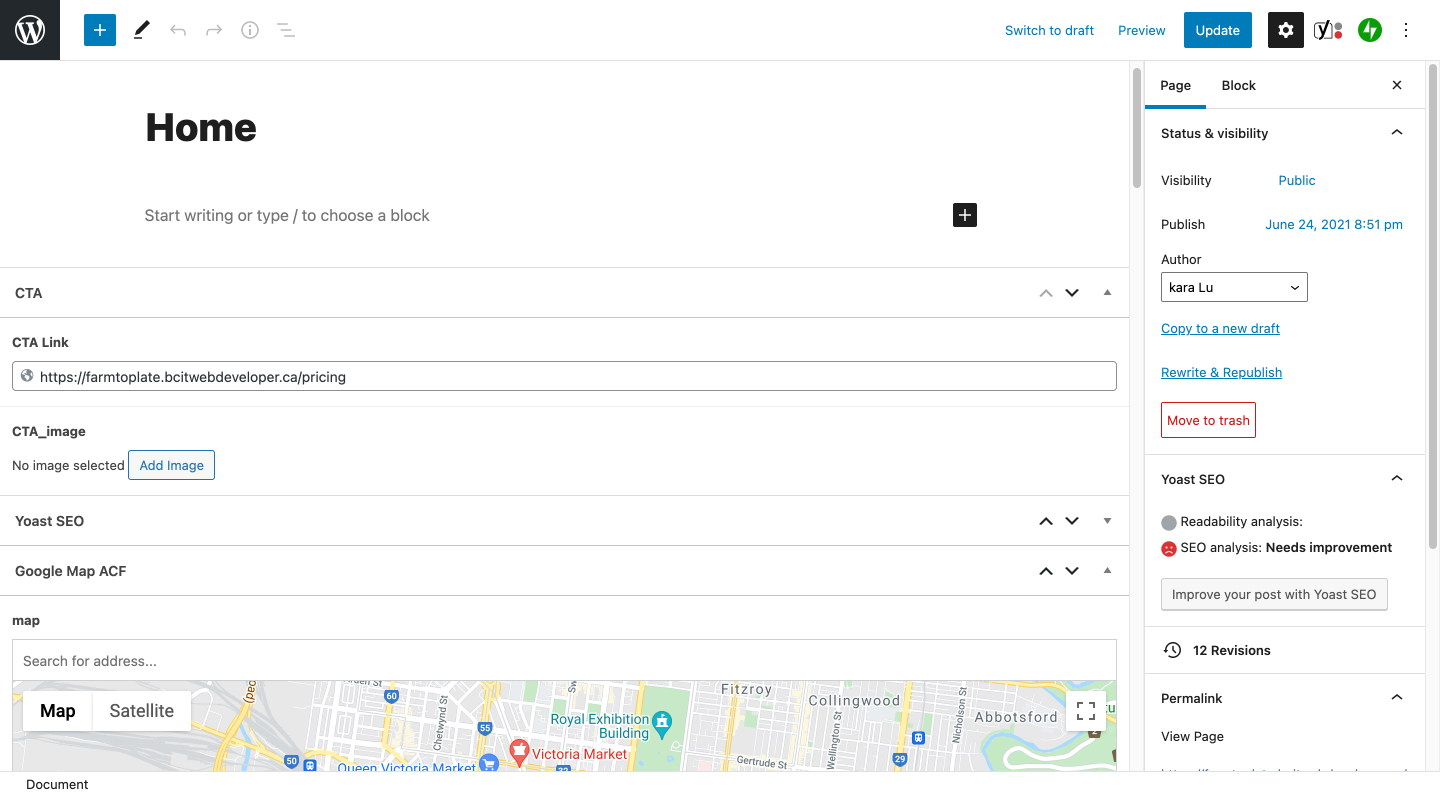 Switch to draft
Preview
Update
Home
Start writing or type / to choose a block
CTA
CTA Link
https://farmtoplate.bcitwebdeveloper.ca/pricing
CTA_image
No image selected
Add Image
Yoast SEO
Google Map ACF
map
Search for address...
Map
Satellite
60
55
50
29
Chetwynd St
Fitzroy
Collingwood
Abbotsford
Royal Exhibition
Building
Victoria Market
Queen Victoria Market
Gertrude St
Wellington St
Nicholson St
Page
Block
Status & visibility
Visibility
Public
Publish
June 24, 2021 8:51 pm
Author
kara Lu
Copy to a new draft
Rewrite & Republish
Move to trash
Yoast SEO
Readability analysis:
SEO analysis: Needs improvement
Improve your post with Yoast SEO
12 Revisions
Permalink
View Page
Document